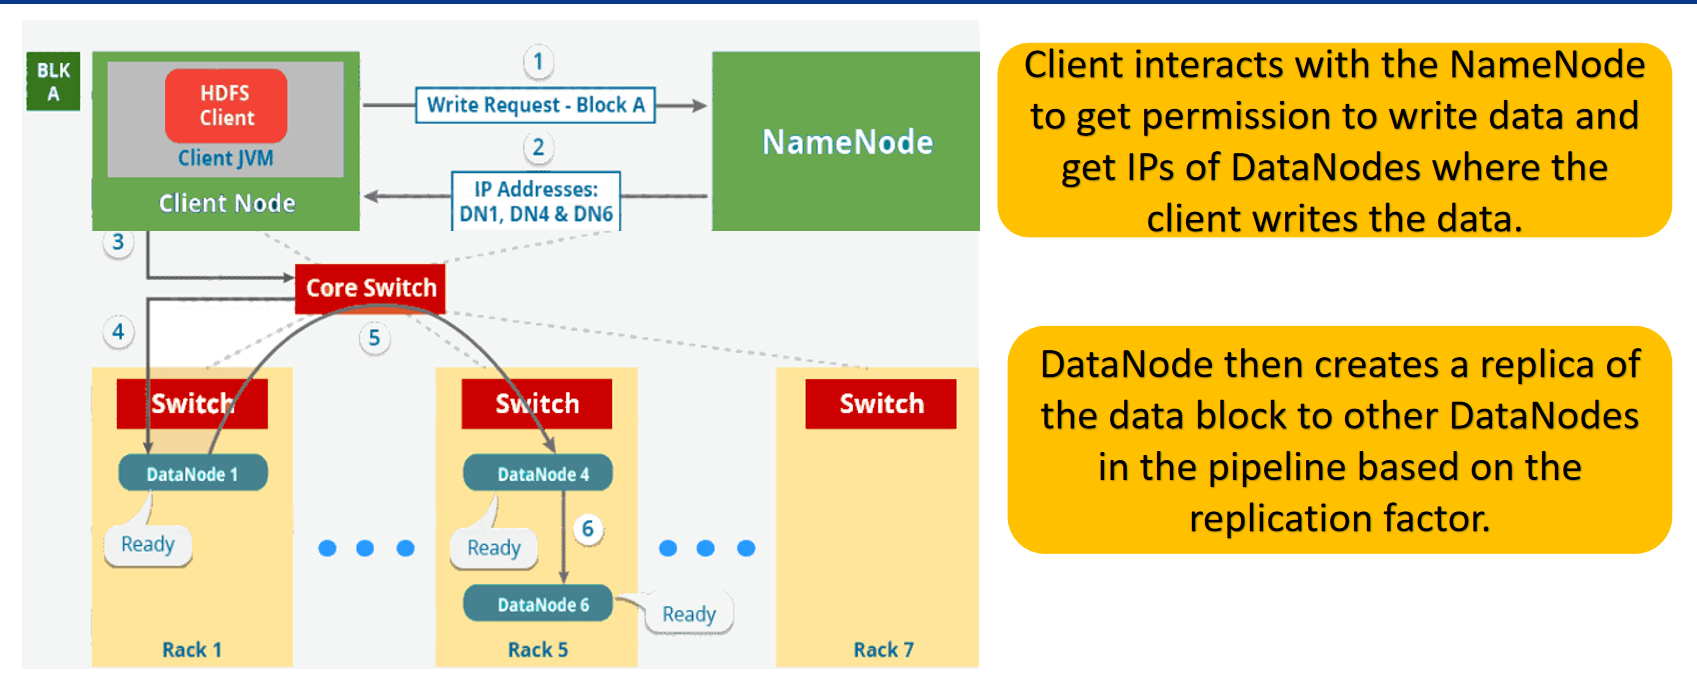 BLK
A
HDFS
Client
Client JVM
Client Node
1
Write Request - Block A
2
IP Addresses:
DN1, DN4 & DN6
NameNode
3
Core Switch
4
5
Switch
Switch
Switch
DataNode 1
DataNode 4
Ready
Ready
6
DataNode 6
Ready
Rack 1
Rack 5
Rack 7
Client interacts with the NameNode
to get permission to write data and
get IPs of DataNodes where the
client writes the data.
DataNode then creates a replica of
the data block to other DataNodes
in the pipeline based on the
replication factor.